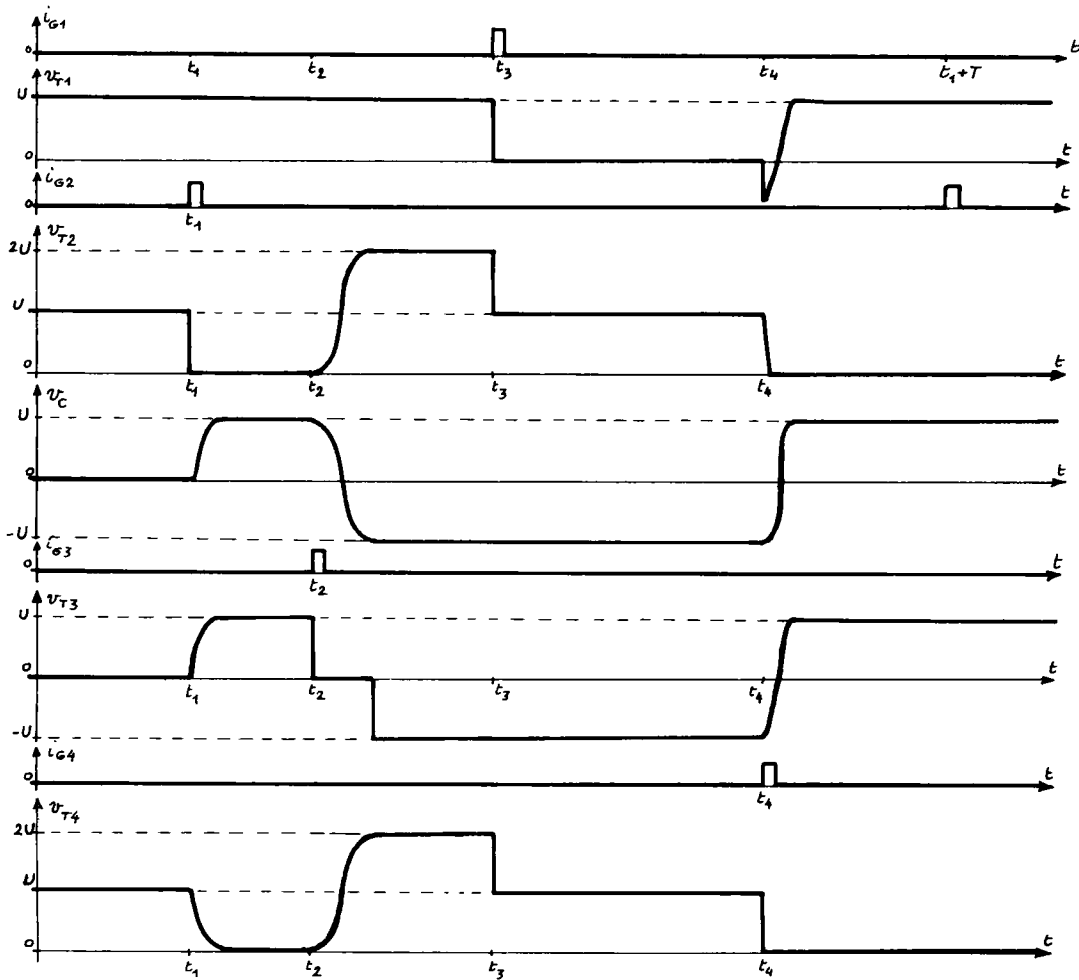 i_G1
0 t_1 t_2 t_3 t_4 t_1+T t
v_T1
U
0 t
i_G2
0 t_1 t
v_T2
2U
U
0 t_1 t_2 t_3 t_4 t
v_C
U
0 t
-U
i_G3
0 t_2 t
v_T3
U
0 t_1 t_2 t_3 t_4 t
-U
i_G4
0 t_4 t
v_T4
2U
U
0 t_1 t_2 t_3 t_4 t